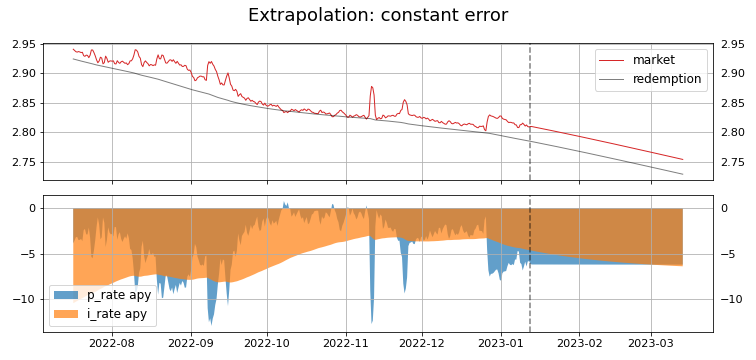 Extrapolation: constant error
2.95 2.95
2.90 2.90
2.85 2.85
2.80 2.80
2.75 2.75
market
redemption
0 0
−5 −5
−10 −10
p_rate apy
i_rate apy
2022-08 2022-09 2022-10 2022-11 2022-12 2023-01 2023-02 2023-03